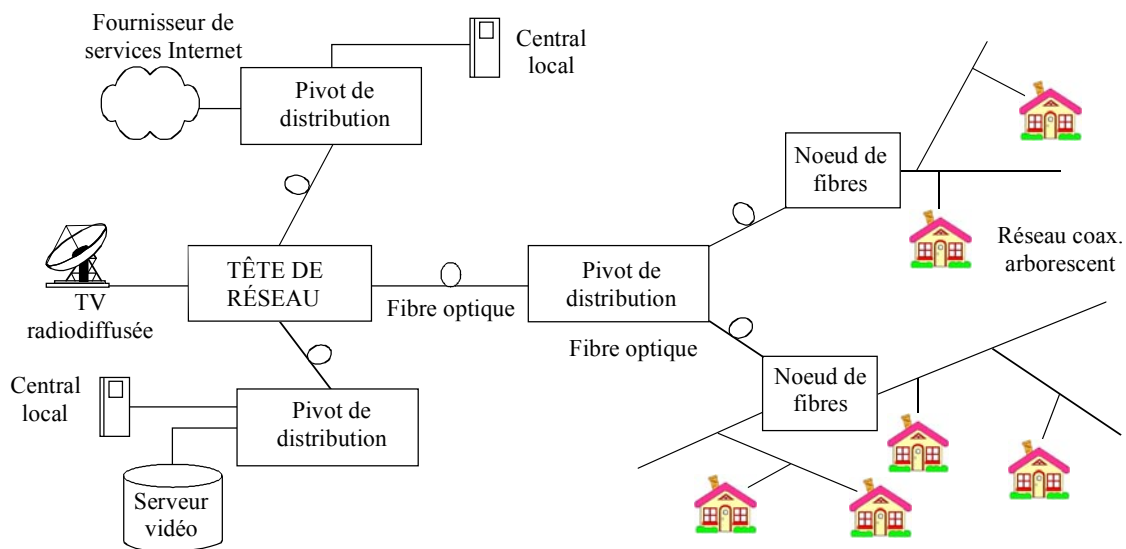 Fournisseur de
services Internet
Central
local
Pivot de
distribution
Noeud de
fibres
Réseau coax.
arborescent
TV
radiodiffusée
TÊTE DE
RÉSEAU
Fibre optique
Pivot de
distribution
Fibre optique
Noeud de
fibres
Central
local
Pivot de
distribution
Serveur
vidéo